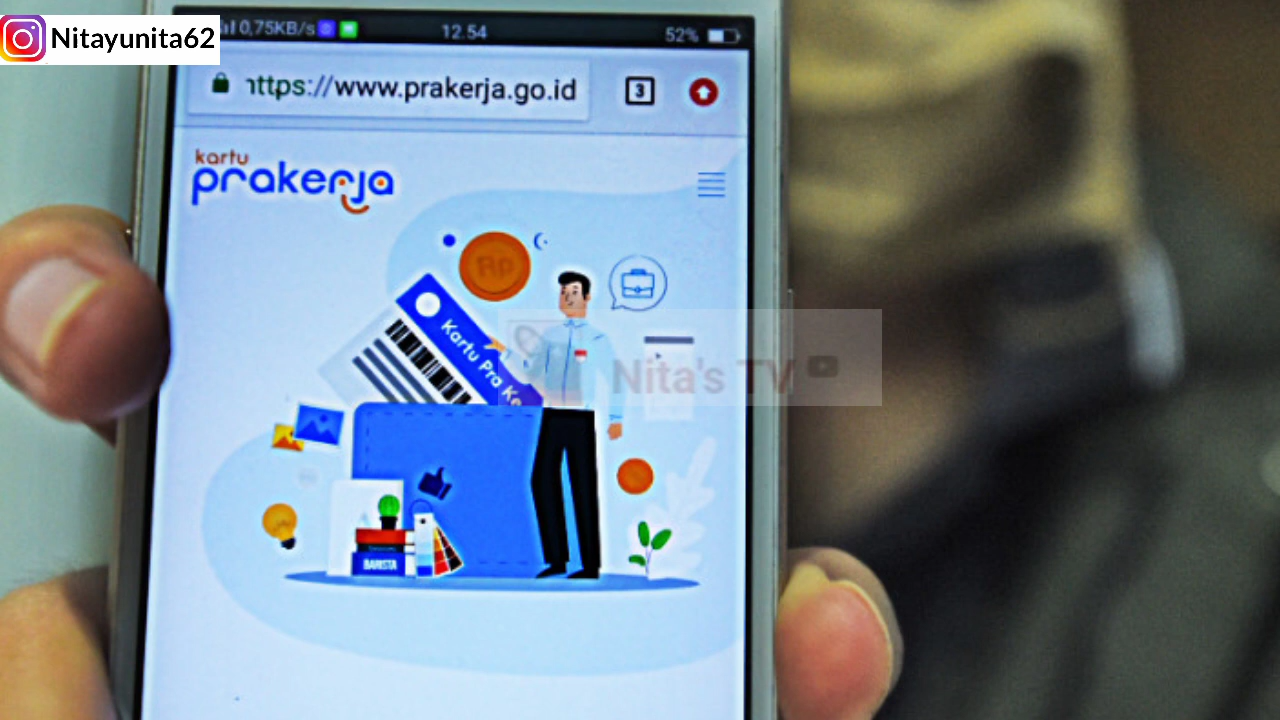 Nitayunita62
0,75KB/s
12.54
52%
https://www.prakerja.go.id
3
kartu
prakerja
Rp
Kartu Pra Ke
Nita's TV
BARISTA